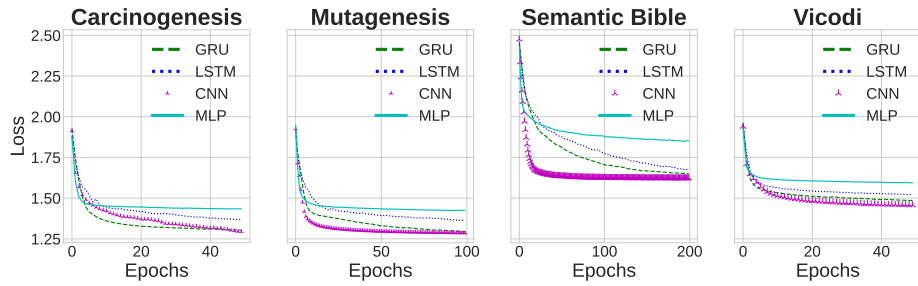 Carcinogenesis Mutagenesis Semantic Bible Vicodi
2.50
2.25
2.00
1.75
1.50
1.25
Loss
GRU
LSTM
CNN
MLP
GRU
LSTM
CNN
MLP
GRU
LSTM
CNN
MLP
GRU
LSTM
CNN
MLP
0 20 40 0 50 100 0 100 200 0 20 40
Epochs Epochs Epochs Epochs